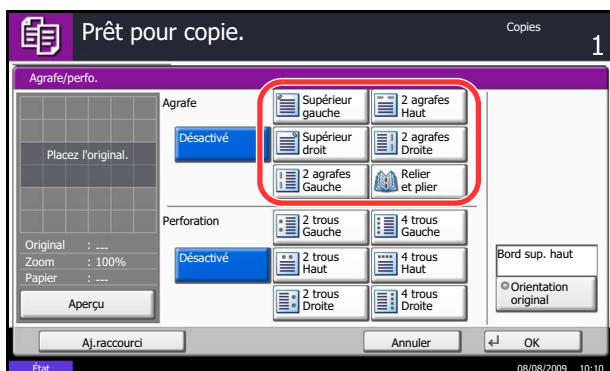 Prêt pour copie.
Copies
1
Agrafe/perfo.
Placez l'original.
Original : ---
Zoom : 100%
Papier : ---
Aperçu
Agrafe
Désactivé
Supérieur
gauche
2 agrafes
Haut
Supérieur
droit
2 agrafes
Droite
2 agrafes
Gauche
Relier
et plier
Perforation
Désactivé
2 trous
Gauche
4 trous
Gauche
2 trous
Haut
4 trous
Haut
2 trous
Droite
4 trous
Droite
Bord sup. haut
Orientation
original
Aj.raccourci
Annuler
OK
État
08/08/2009 10:10